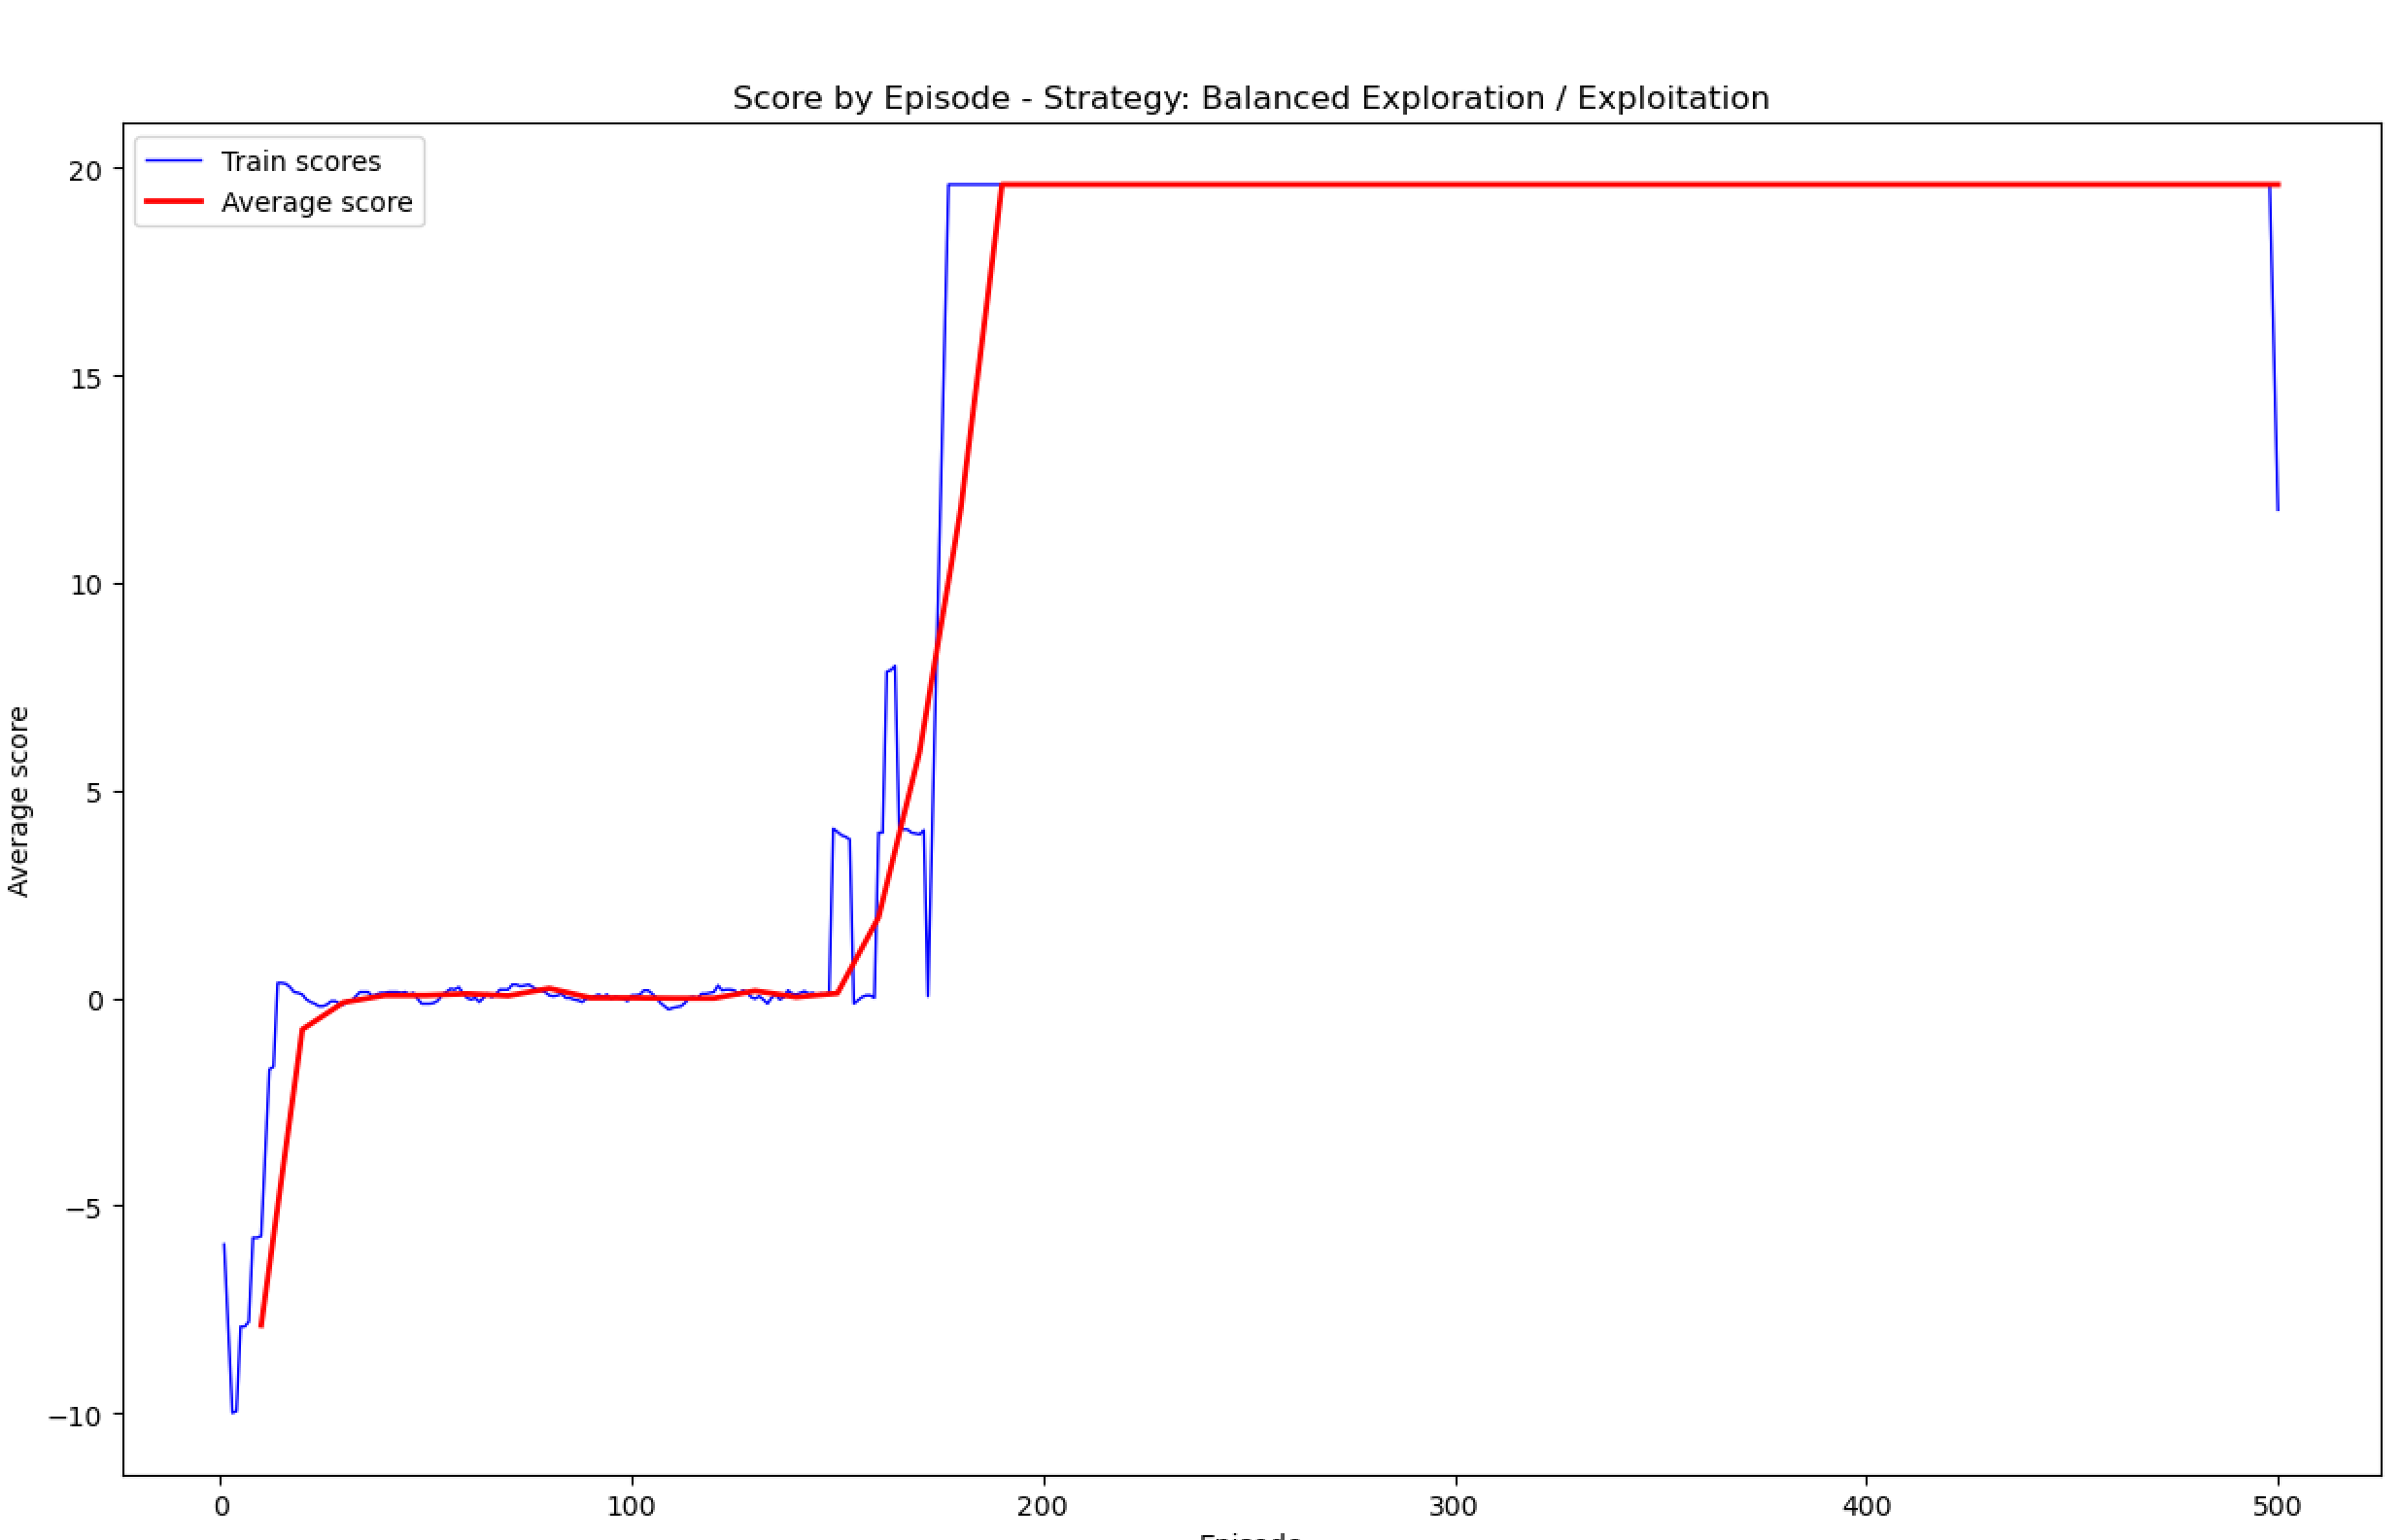 Score by Episode - Strategy: Balanced Exploration / Exploitation
Train scores
Average score
20
15
10
5
0
−5
−10
Average score
0
100
200
300
400
500
Episode